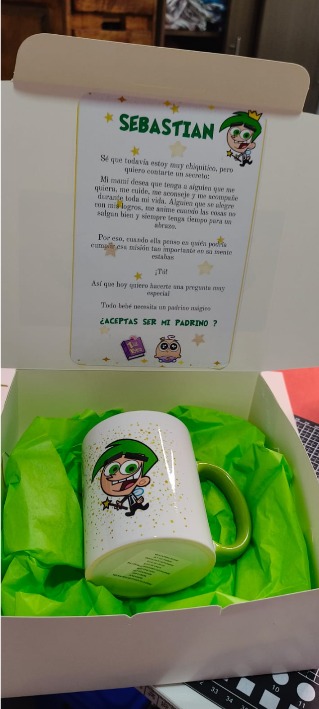 SEBASTIAN
Sé que todavía estoy muy chiquitico, pero
quiero contarte un secreto:
Mi mami desea que tenga a alguien que me
quiera, me cuide, me aconseje y me acompañe
durante toda mi vida. Alguien que se alegre
con mis logros, me anime cuando las cosas no
salgan bien y siempre tenga tiempo para un
abrazo.
Por eso, cuando ella pensó en quién podría
cumplir esa misión tan importante en su mente
estabas
¡Tú!
Así que hoy quiero hacerte una pregunta muy
especial
Todo bebé necesita un padrino mágico
¿ACEPTAS SER MI PADRINO ?
33 34
10
11